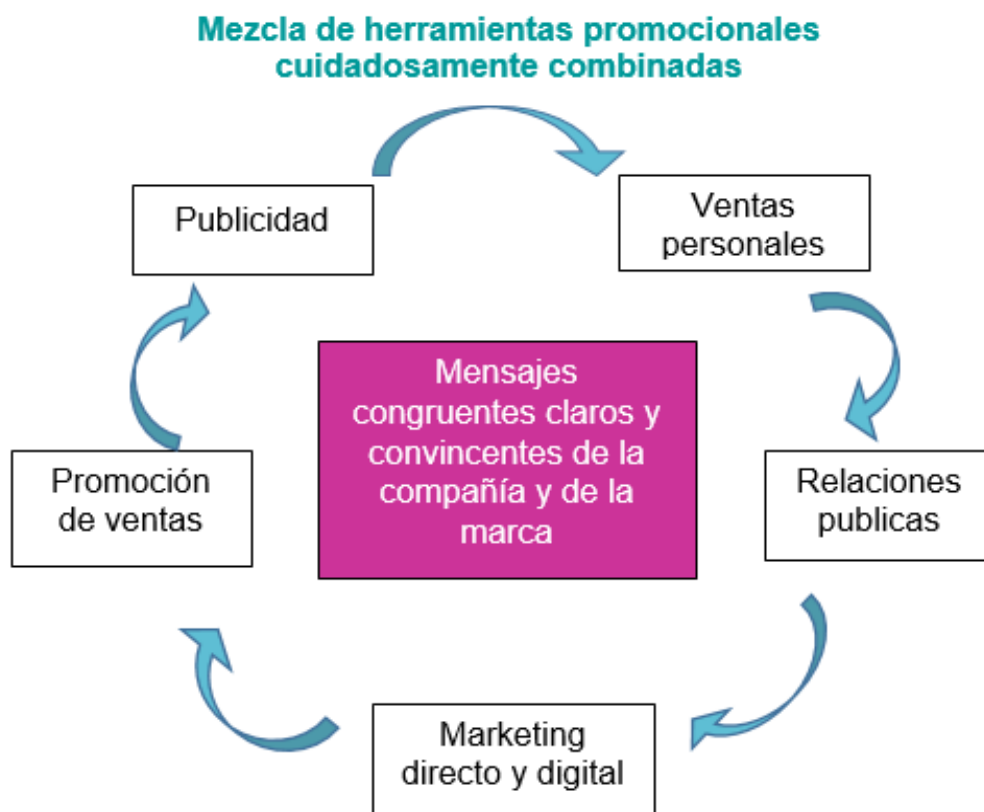 Mezcla de herramientas promocionales
cuidadosamente combinadas
Publicidad
Ventas
personales
Mensajes
congruentes claros y
convincentes de la
compañía y de la
marca
Promoción
de ventas
Relaciones
publicas
Marketing
directo y digital